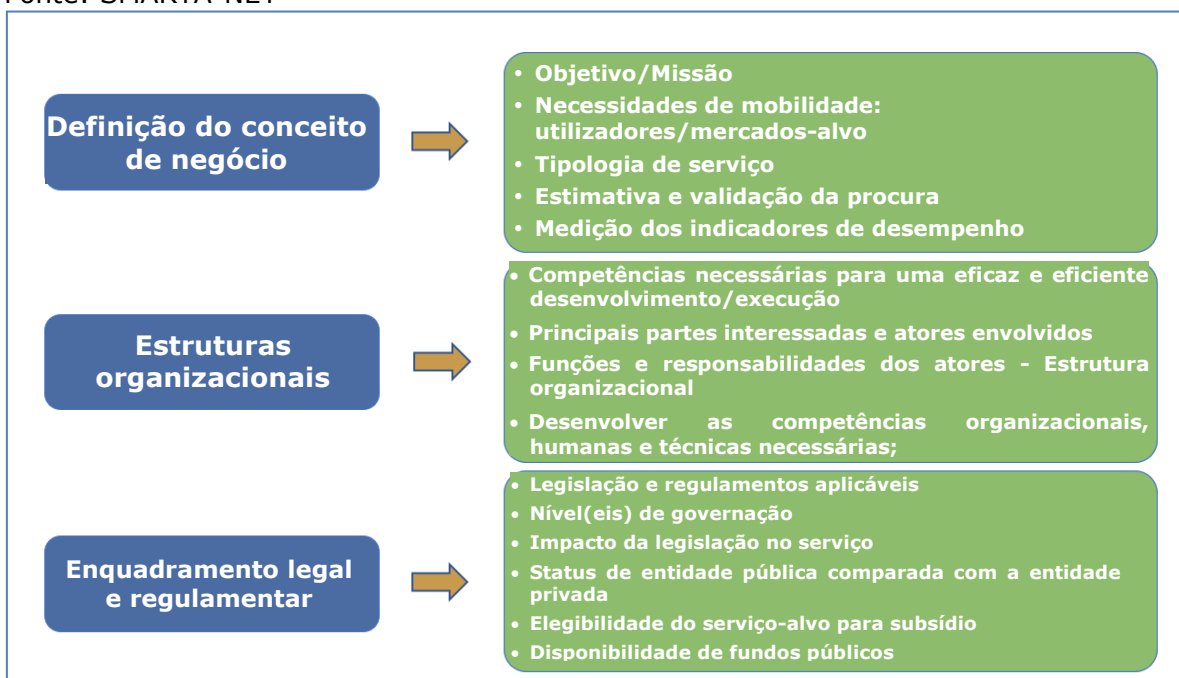 Fonte: SMARTA-NET
Definição do conceito
de negócio
• Objetivo/Missão
• Necessidades de mobilidade:
utilizadores/mercados-alvo
• Tipologia de serviço
• Estimativa e validação da procura
• Medição dos indicadores de desempenho
Estruturas
organizacionais
• Competências necessárias para uma eficaz e eficiente
desenvolvimento/execução
• Principais partes interessadas e atores envolvidos
• Funções e responsabilidades dos atores - Estrutura
organizacional
• Desenvolver as competências organizacionais,
humanas e técnicas necessárias;
Enquadramento legal
e regulamentar
• Legislação e regulamentos aplicáveis
• Nível(eis) de governação
• Impacto da legislação no serviço
• Status de entidade pública comparada com a entidade
privada
• Elegibilidade do serviço-alvo para subsídio
• Disponibilidade de fundos públicos